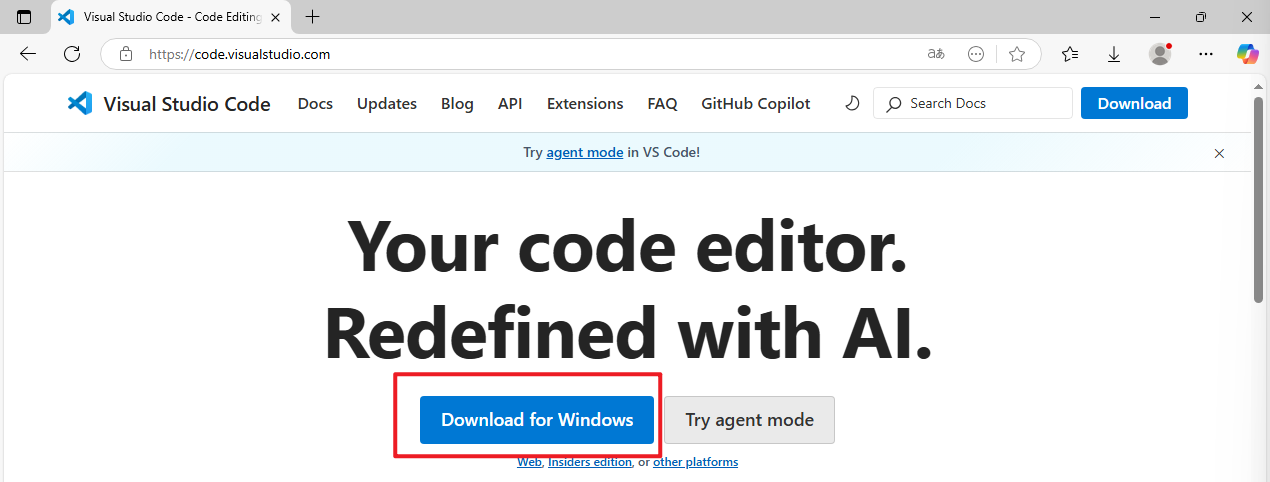 Visual Studio Code - Code Editing
https://code.visualstudio.com
aあ
Visual Studio Code Docs Updates Blog API Extensions FAQ GitHub Copilot Search Docs Download
Try agent mode in VS Code!
Your code editor.
Redefined with AI.
Download for Windows Try agent mode
Web, Insiders edition, or other platforms